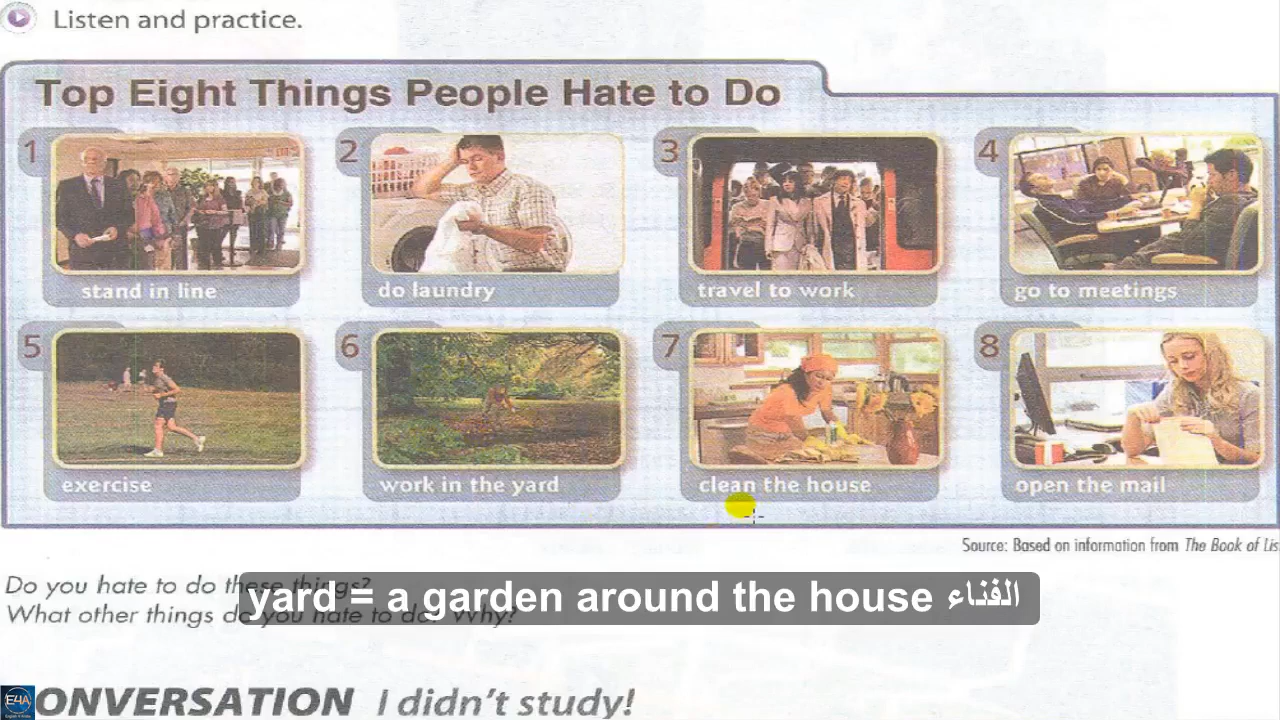 Listen and practice.
Top Eight Things People Hate to Do
1 2 3 4
stand in line do laundry travel to work go to meetings
5 6 7 8
exercise work in the yard clean the house open the mail
Source: Based on information from The Book of Lis
Do you hate to do these things?
What other things do you hate to do? Why?
yard = a garden around the house الفناء
ONVERSATION I didn't study!
E4A